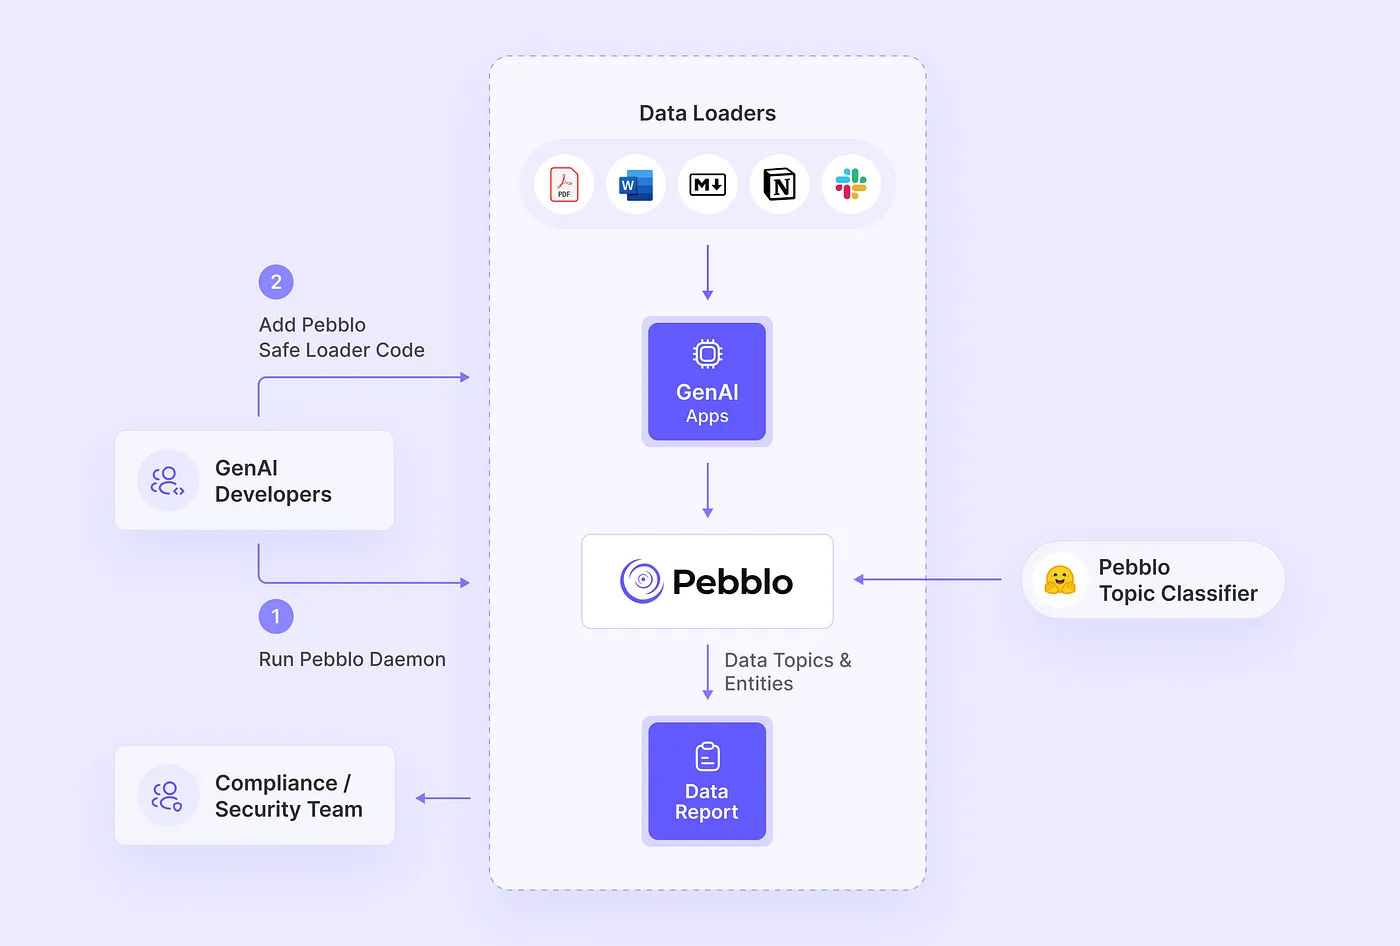 Data Loaders
PDF
W
M
N
2
Add Pebblo
Safe Loader Code
GenAI
Apps
GenAI
Developers
Pebblo
Pebblo
Topic Classifier
1
Run Pebblo Daemon
Data Topics &
Entities
Compliance /
Security Team
Data
Report